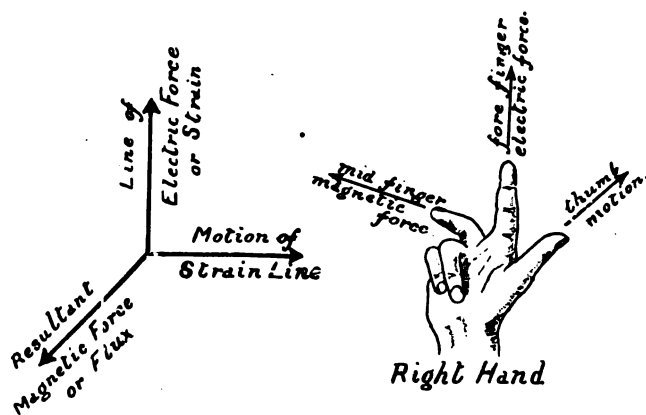 Line of
Electric Force
or Strain
Motion of
Strain Line
Resultant
Magnetic Force
or Flux
fore finger
electric force.
mid finger
magnetic
force
thumb
motion.
Right Hand